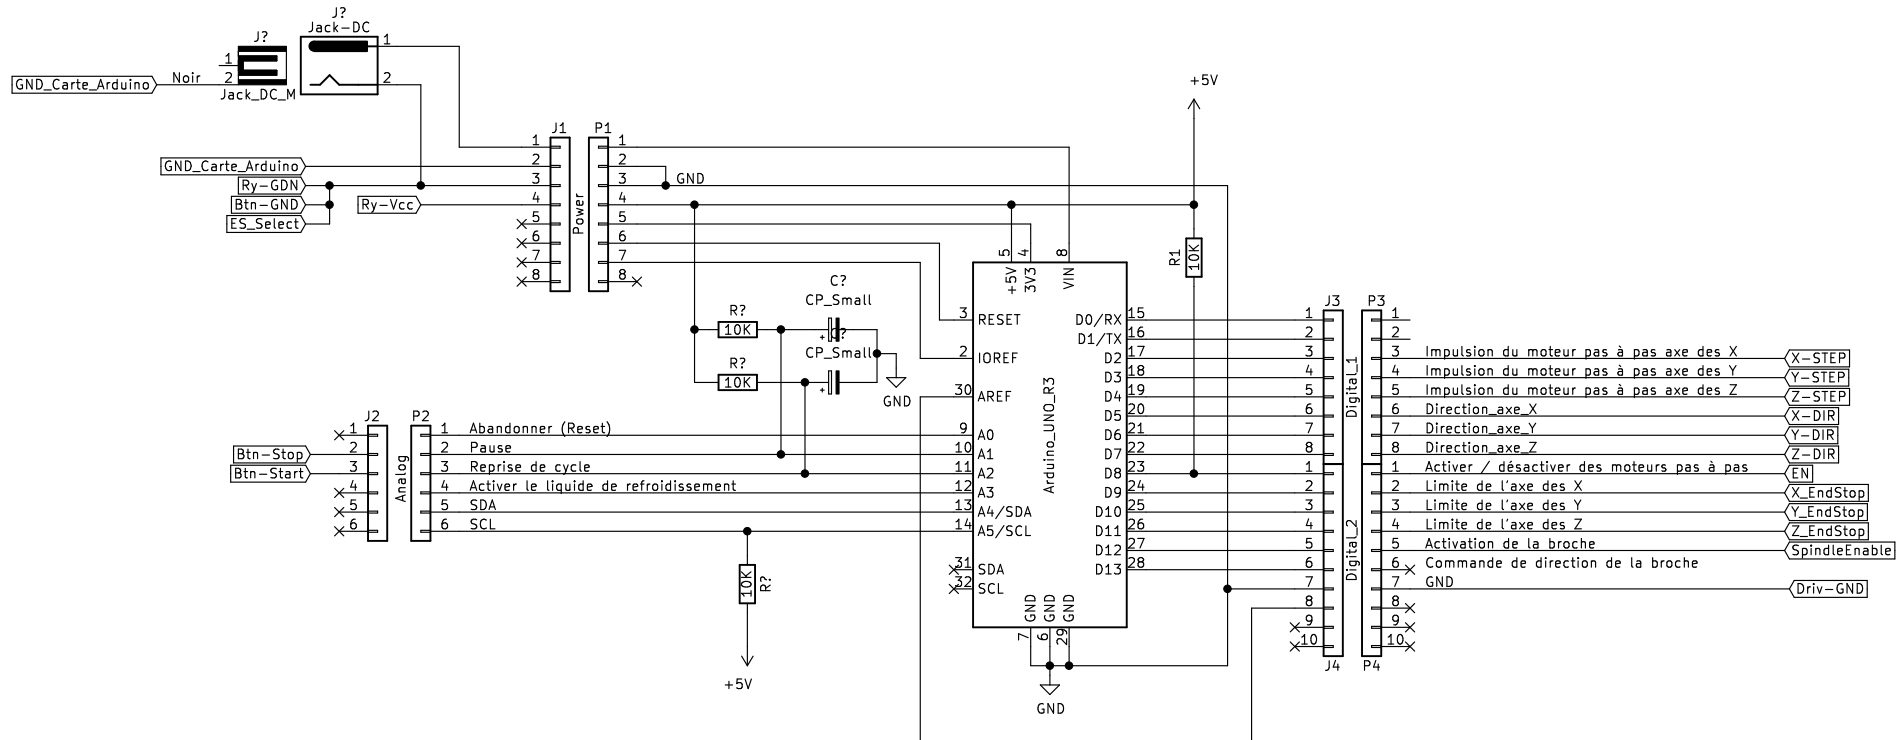 J?
Jack-DC
J?
1
2
1
2
GND_Carte_Arduino
Noir
Jack_DC_M
+5V
J1
P1
1
2
3
4
5
6
7
8
Power
1
2
3
4
5
6
7
8
GND_Carte_Arduino
Ry-GDN
Btn-GND
ES_Select
Ry-Vcc
GND
R1
10K
5
4
8
+5V
3V3
VIN
C?
CP_Small
C?
CP_Small
+
+
R?
10K
R?
10K
GND
3 RESET
2 IOREF
30 AREF
9 A0
10 A1
11 A2
12 A3
13 A4/SDA
14 A5/SCL
31 SDA
32 SCL
Arduino_UNO_R3
D0/RX 15
D1/TX 16
D2 17
D3 18
D4 19
D5 20
D6 21
D7 22
D8 23
D9 24
D10 25
D11 26
D12 27
D13 28
GND
GND
GND
7
6
29
GND
J2
P2
1
2
3
4
5
6
Btn-Stop
Btn-Start
Analog
1 Abandonner (Reset)
2 Pause
3 Reprise de cycle
4 Activer le liquide de refroidissement
5 SDA
6 SCL
10K
R?
+5V
J3
P3
1
2
3
4
5
6
7
8
1
2
3
4
5
6
7
8
9
10
Digital_1
Digital_2
1
2
3 Impulsion du moteur pas à pas axe des X X-STEP
4 Impulsion du moteur pas à pas axe des Y Y-STEP
5 Impulsion du moteur pas à pas axe des Z Z-STEP
6 Direction_axe_X X-DIR
7 Direction_axe_Y Y-DIR
8 Direction_axe_Z Z-DIR
1 Activer / désactiver des moteurs pas à pas EN
2 Limite de l'axe des X X_EndStop
3 Limite de l'axe des Y Y_EndStop
4 Limite de l'axe des Z Z_EndStop
5 Activation de la broche SpindleEnable
6 Commande de direction de la broche
7 GND Driv-GND
8
9
10
J4
P4